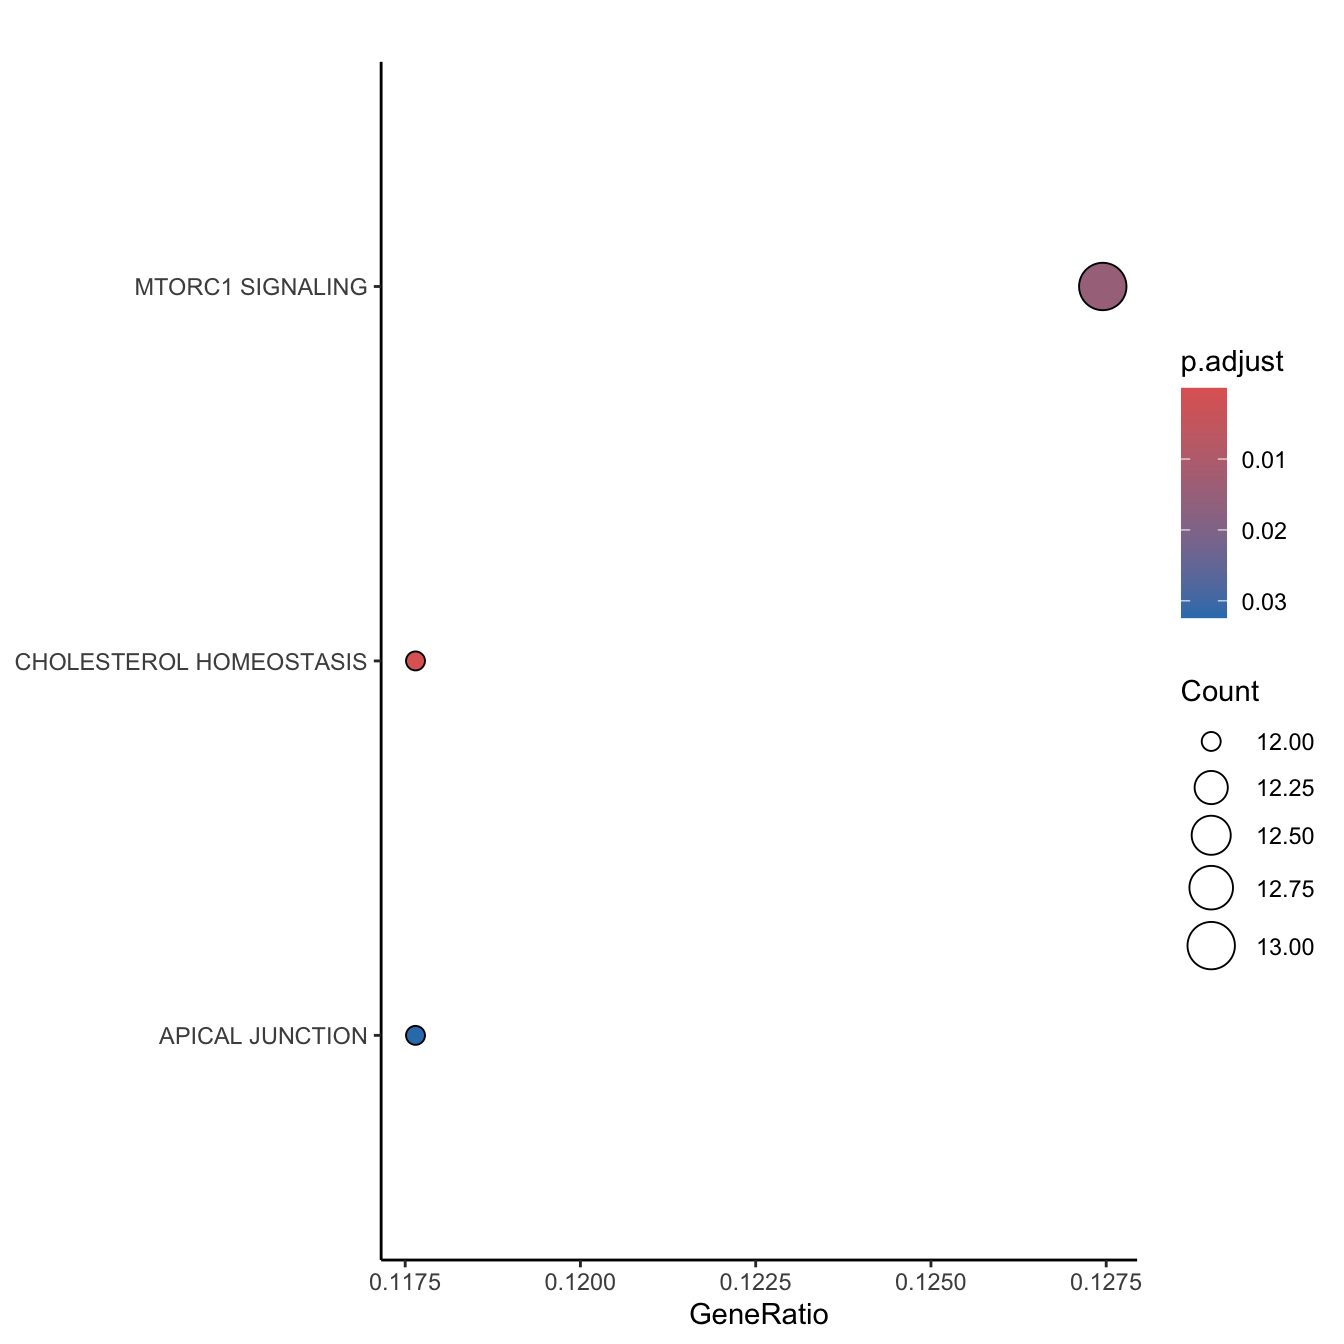 MTORC1 SIGNALING
CHOLESTEROL HOMEOSTASIS
APICAL JUNCTION
0.1175 0.1200 0.1225 0.1250 0.1275
GeneRatio
p.adjust
0.01
0.02
0.03
Count
12.00
12.25
12.50
12.75
13.00